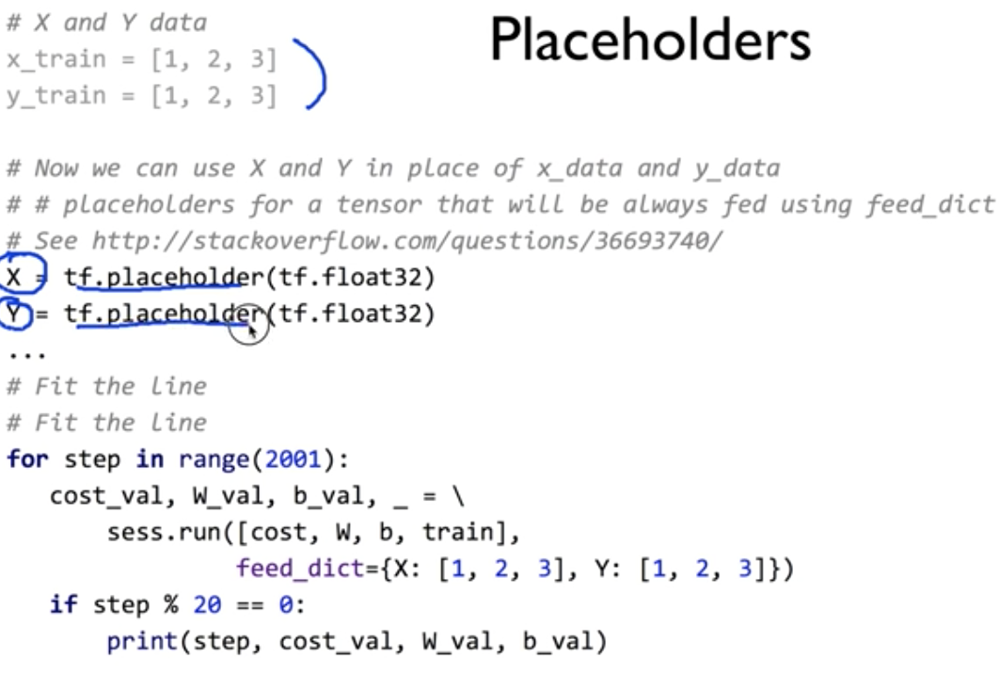 Placeholders
# X and Y data
x_train = [1, 2, 3]
y_train = [1, 2, 3]
# Now we can use X and Y in place of x_data and y_data
# # placeholders for a tensor that will be always fed using feed_dict
# See http://stackoverflow.com/questions/36693740/
X = tf.placeholder(tf.float32)
Y = tf.placeholder(tf.float32)
...
# Fit the line
# Fit the line
for step in range(2001):
    cost_val, W_val, b_val, _ = \
        sess.run([cost, W, b, train],
                 feed_dict={X: [1, 2, 3], Y: [1, 2, 3]})
    if step % 20 == 0:
        print(step, cost_val, W_val, b_val)